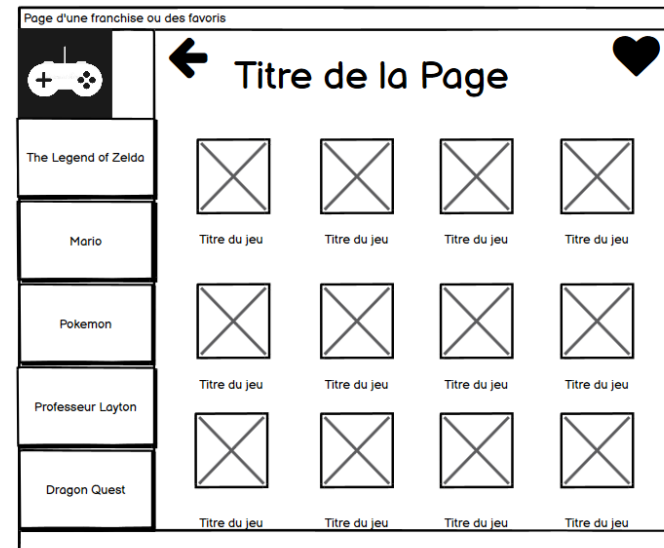 Page d'une franchise ou des favoris
Titre de la Page
The Legend of Zelda
Mario
Pokemon
Professeur Layton
Dragon Quest
Titre du jeu
Titre du jeu
Titre du jeu
Titre du jeu
Titre du jeu
Titre du jeu
Titre du jeu
Titre du jeu
Titre du jeu
Titre du jeu
Titre du jeu
Titre du jeu